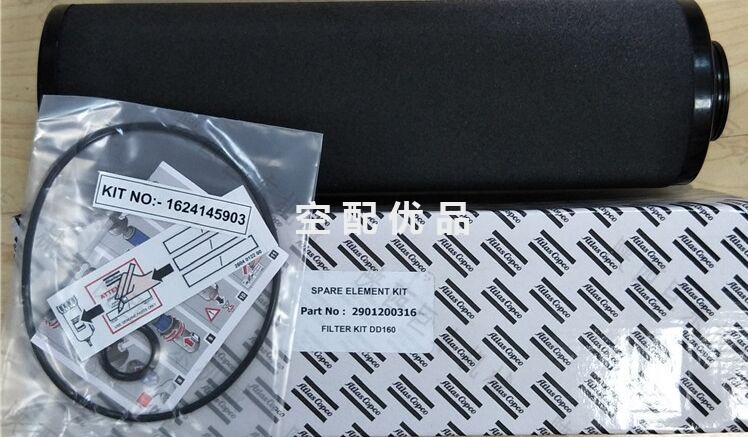 KIT NO:- 1624145903
空配优品
SPARE ELEMENT KIT
Part No : 2901200316
FILTER KIT DD160
Atlas Copco